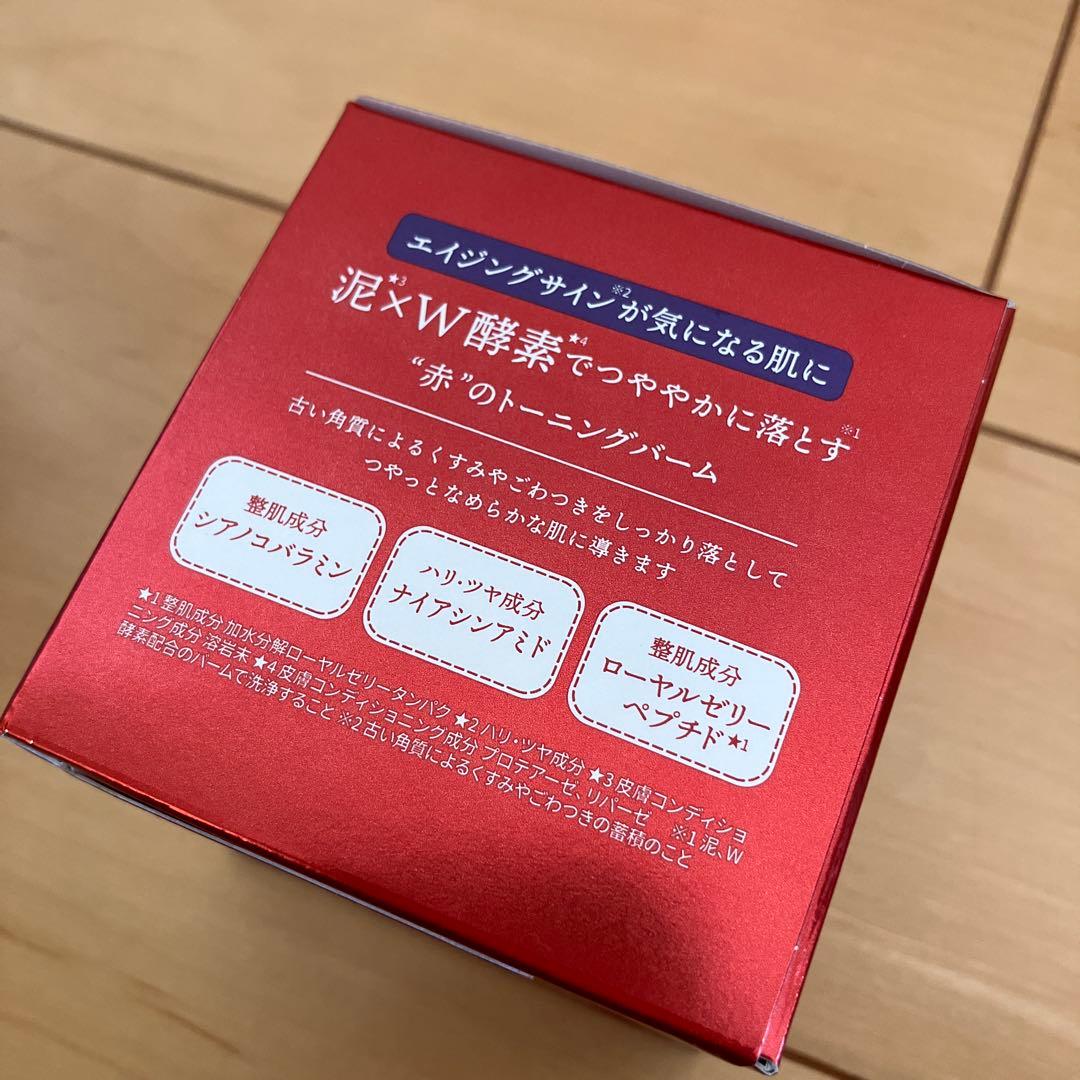 エイジングサイン※2が気になる肌に
泥★3×W酵素★4でつややかに落とす※1
“赤”のトーニングバーム
古い角質によるくすみやごわつきをしっかり落として
つやっとなめらかな肌に導きます
整肌成分
シアノコバラミン
ハリ・ツヤ成分
ナイアシンアミド
整肌成分
ローヤルゼリー
ペプチド★1
★1 整肌成分 加水分解ローヤルゼリータンパク ★2 ハリ・ツヤ成分 ★3 皮膚コンディショ
ニング成分 溶岩末 ★4 皮膚コンディショニング成分 プロテアーゼ、リパーゼ ※1 泥、W
酵素配合のバームで洗浄すること ※2 古い角質によるくすみやごわつきの蓄積のこと